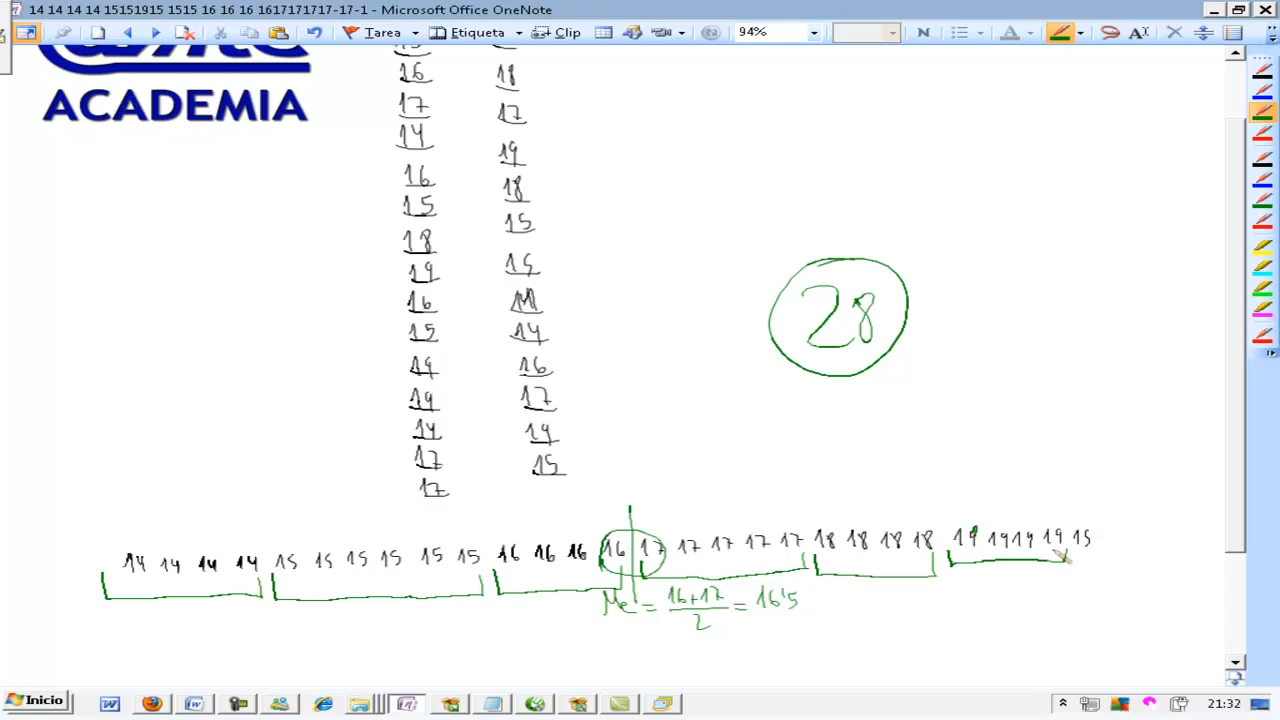 14 14 14 14 15151915 1515 16 16 16 1617171717-17-1 - Microsoft Office OneNote
Tarea Etiqueta Clip 94% N A
ACADEMIA
16 18
17 17
14 19
16 18
15 15
18 15
19
16 14
15 16
19 17
19 19
14 15
17
17
28
14 14 14 14 15 15 15 15 15 15 16 16 16 16 17 17 17 17 17 18 18 18 18 19 19 19 19 15
Me = 16+17 / 2 = 16'5
Inicio 21:32